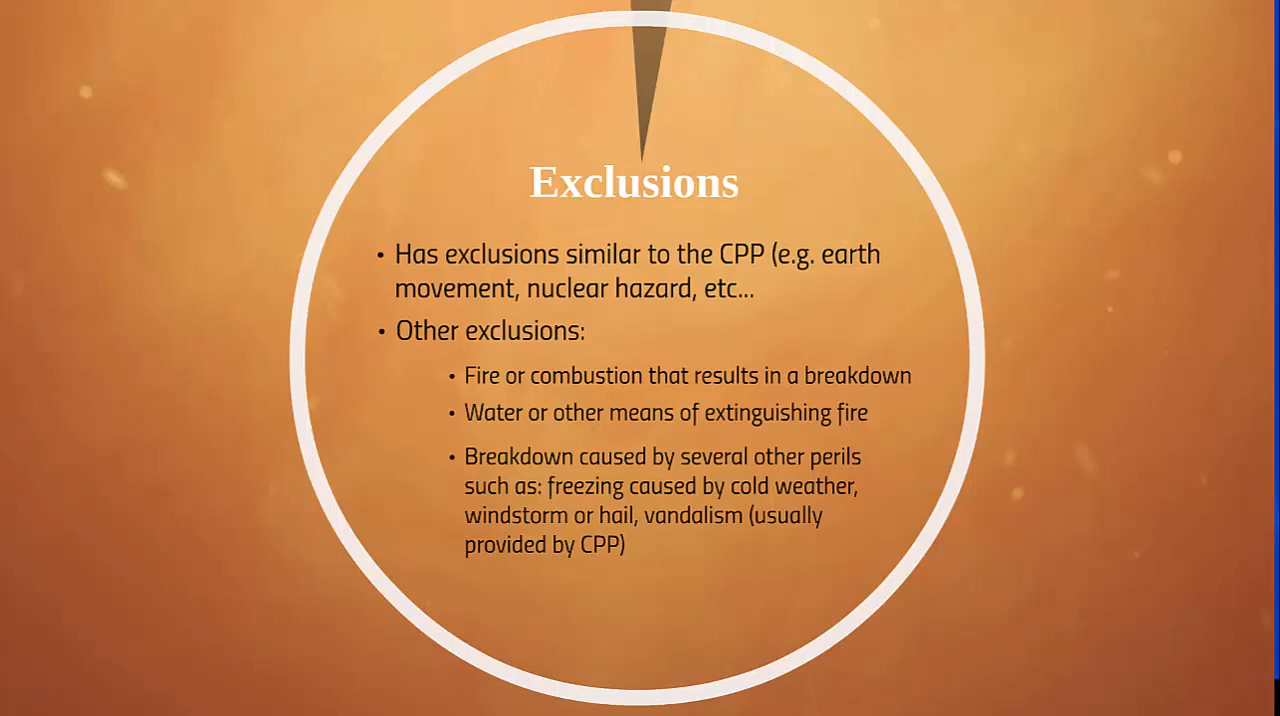 Exclusions
• Has exclusions similar to the CPP (e.g. earth
movement, nuclear hazard, etc...
• Other exclusions:
• Fire or combustion that results in a breakdown
• Water or other means of extinguishing fire
• Breakdown caused by several other perils
such as: freezing caused by cold weather,
windstorm or hail, vandalism (usually
provided by CPP)